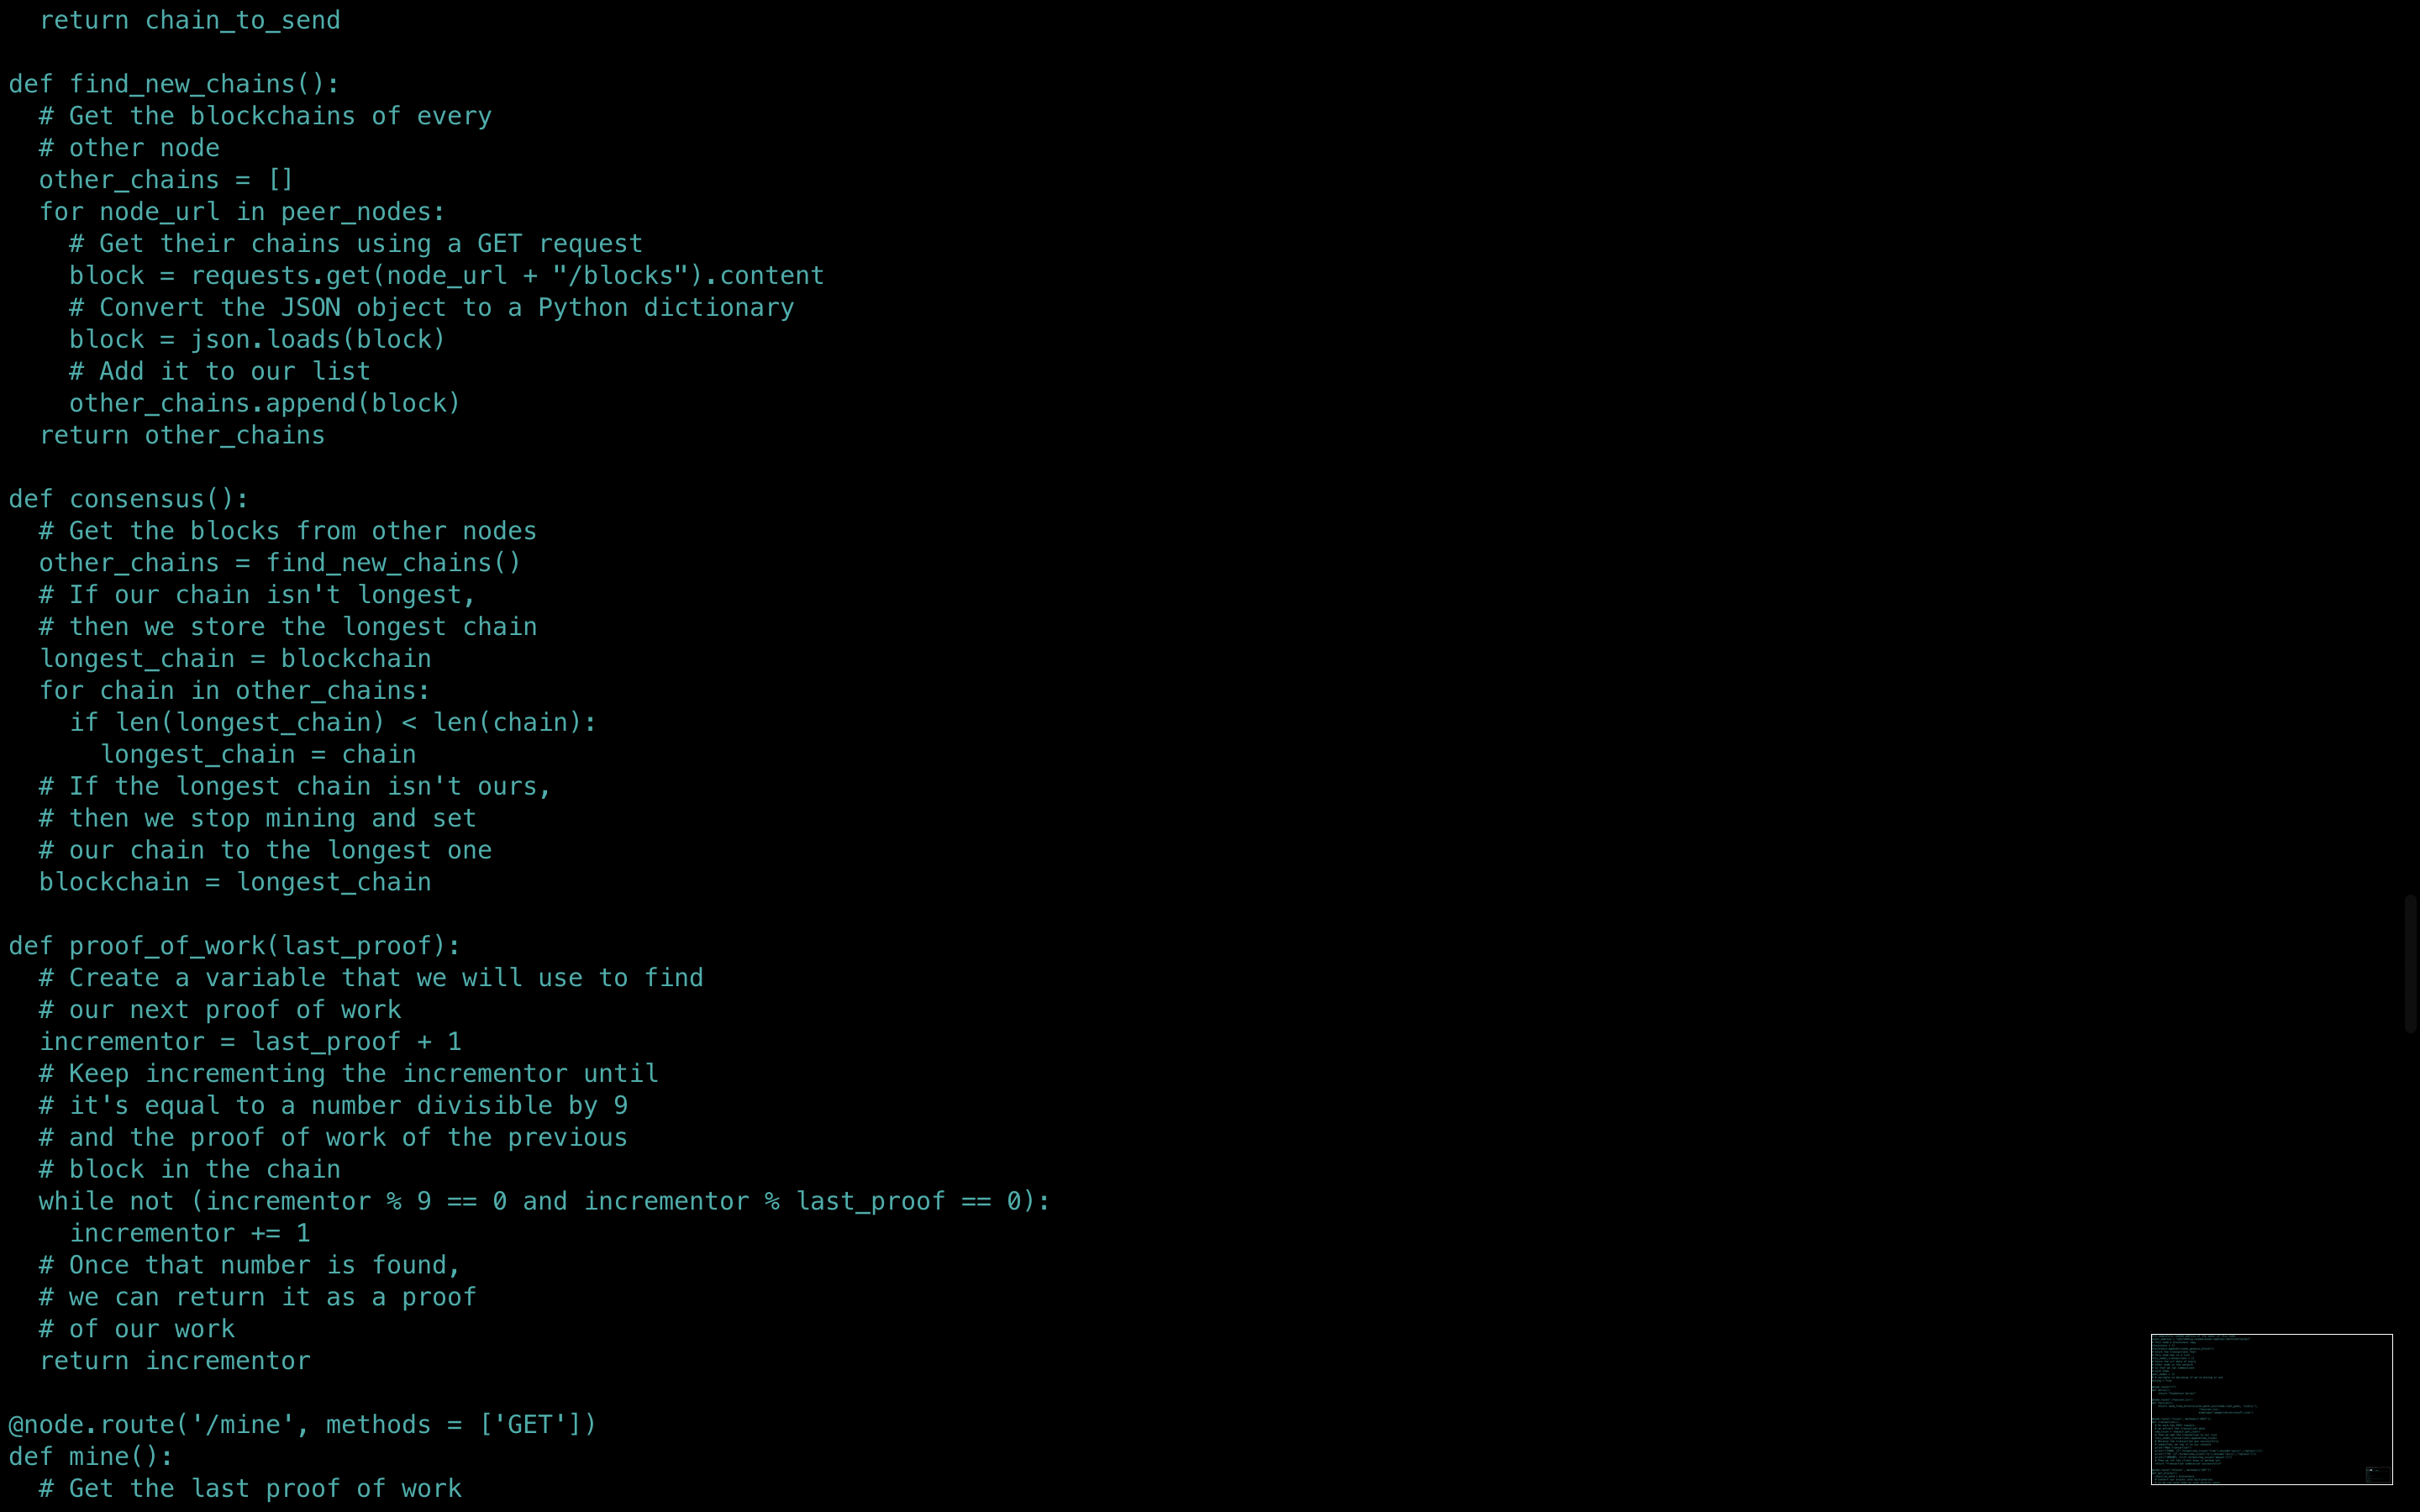 return chain_to_send

def find_new_chains():
  # Get the blockchains of every
  # other node
  other_chains = []
  for node_url in peer_nodes:
    # Get their chains using a GET request
    block = requests.get(node_url + "/blocks").content
    # Convert the JSON object to a Python dictionary
    block = json.loads(block)
    # Add it to our list
    other_chains.append(block)
  return other_chains

def consensus():
  # Get the blocks from other nodes
  other_chains = find_new_chains()
  # If our chain isn't longest,
  # then we store the longest chain
  longest_chain = blockchain
  for chain in other_chains:
    if len(longest_chain) < len(chain):
      longest_chain = chain
  # If the longest chain isn't ours,
  # then we stop mining and set
  # our chain to the longest one
  blockchain = longest_chain

def proof_of_work(last_proof):
  # Create a variable that we will use to find
  # our next proof of work
  incrementor = last_proof + 1
  # Keep incrementing the incrementor until
  # it's equal to a number divisible by 9
  # and the proof of work of the previous
  # block in the chain
  while not (incrementor % 9 == 0 and incrementor % last_proof == 0):
    incrementor += 1
  # Once that number is found,
  # we can return it as a proof
  # of our work
  return incrementor

@node.route('/mine', methods = ['GET'])
def mine():
  # Get the last proof of work